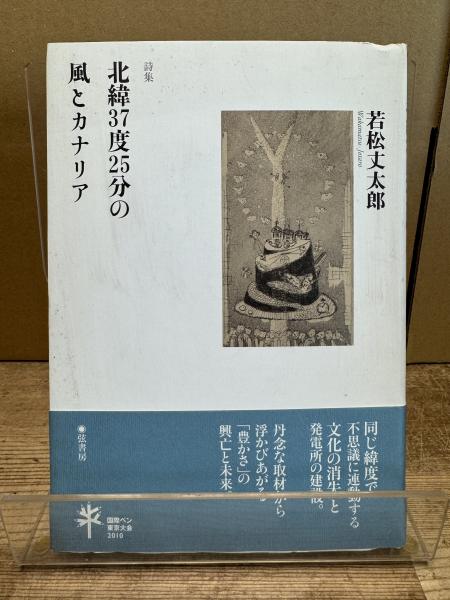 詩集
北緯37度25分の
風とカナリア
若松丈太郎
Wakamatsu Jotaro
同じ緯度で
不思議に連動する
文化の消失と
発電所の建設。
丹念な取材から
浮かびあがる
「豊かさ」の
興亡と未来。
●弦書房
国際ペン
東京大会
2010